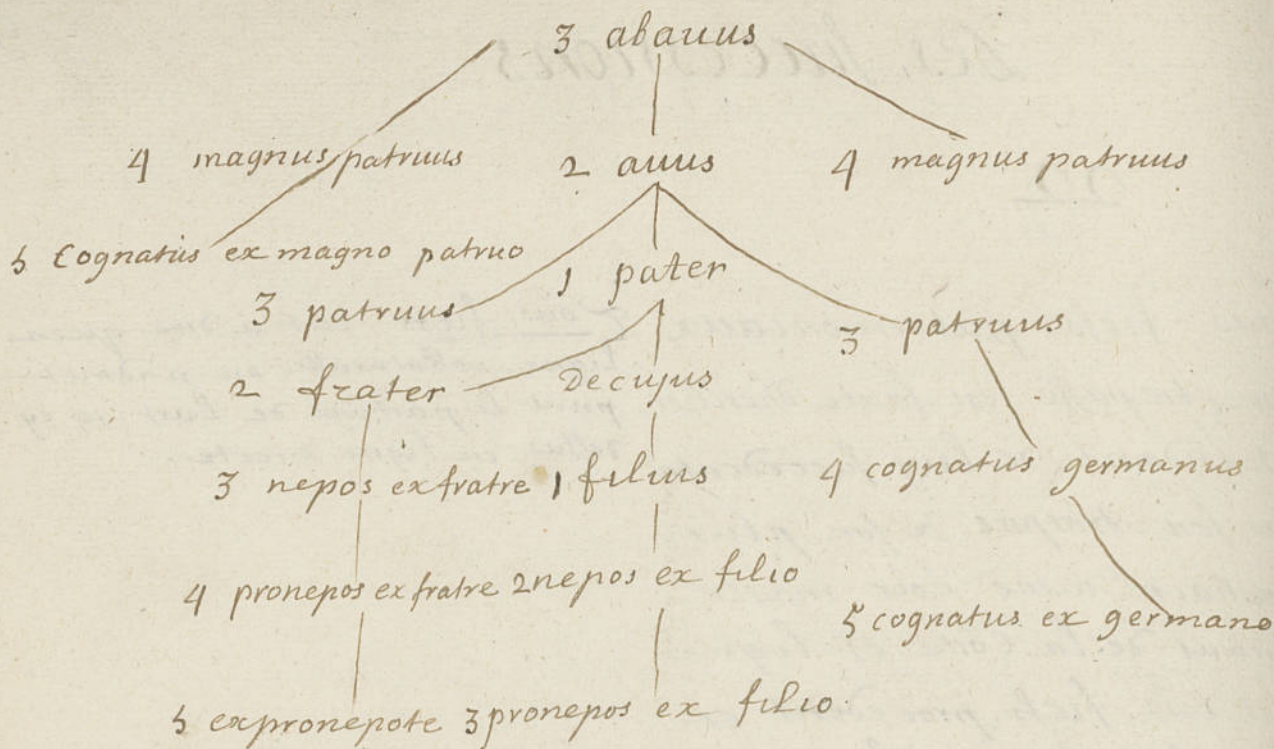 3 abauus
4 magnus patruus 2 auus 4 magnus patruus
5 Cognatus ex magno patruo
1 pater
3 patruus 3 patruus
2 frater Decujus
3 nepos ex fratre 1 filius 4 cognatus germanus
4 pronepos ex fratre 2 nepos ex filio
5 cognatus ex germano
5 expronepote 3 pronepos ex filio